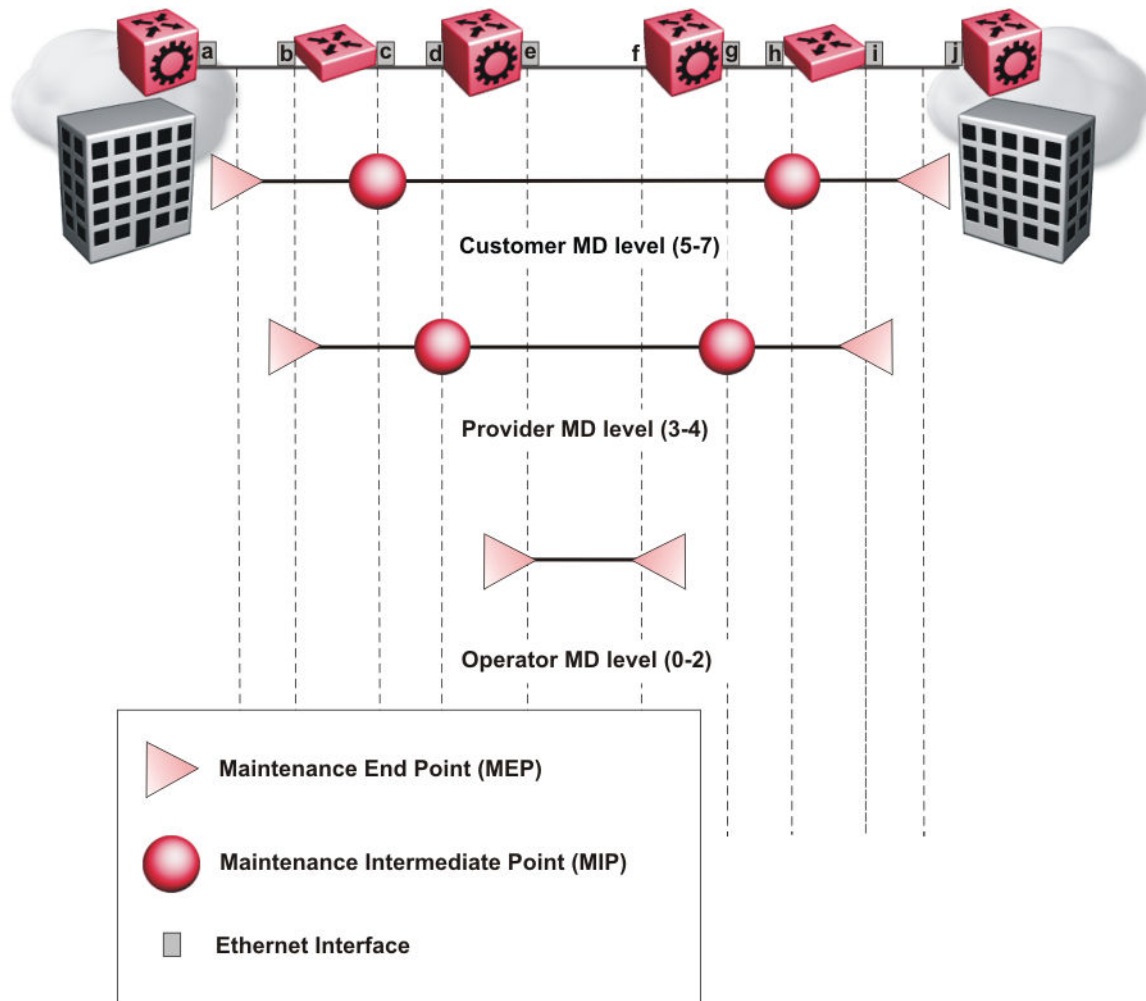 a b c d e f g h i j
Customer MD level (5-7)
Provider MD level (3-4)
Operator MD level (0-2)
Maintenance End Point (MEP)
Maintenance Intermediate Point (MIP)
Ethernet Interface